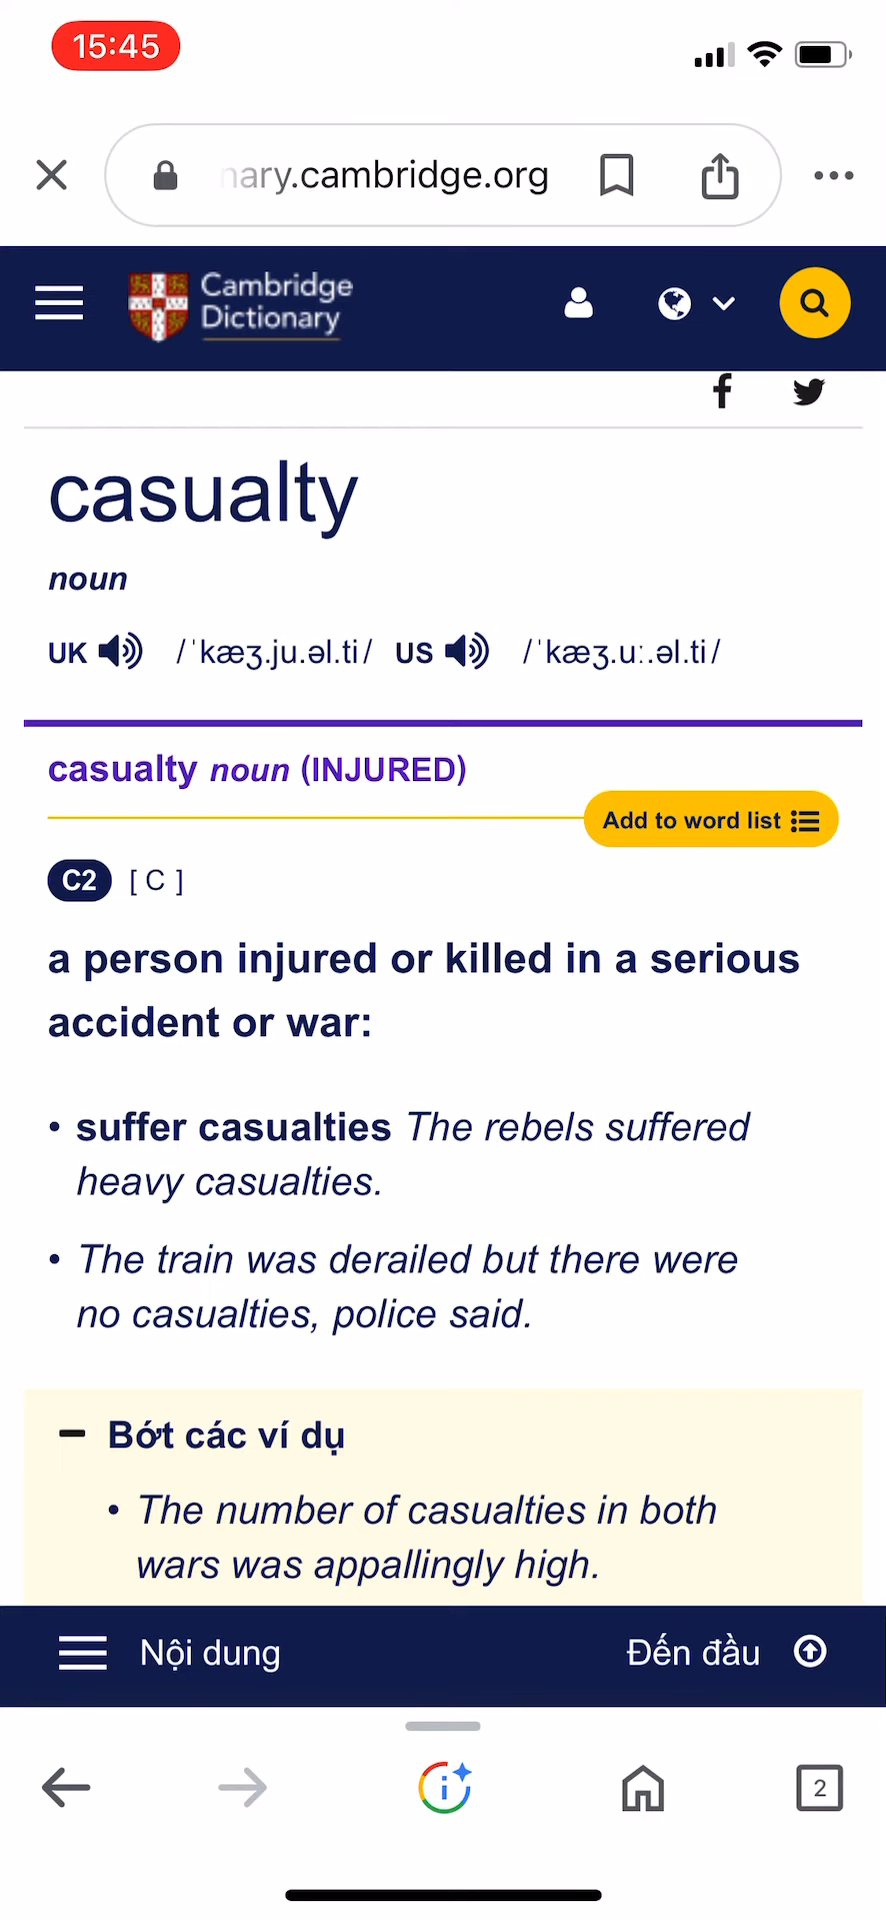 15:45
nary.cambridge.org
Cambridge
Dictionary
casualty
noun
UK /ˈkæʒ.ju.əl.ti/ US /ˈkæʒ.uː.əl.ti/
casualty noun (INJURED)
Add to word list
C2 [ C ]
a person injured or killed in a serious
accident or war:
• suffer casualties The rebels suffered
heavy casualties.
• The train was derailed but there were
no casualties, police said.
Bớt các ví dụ
• The number of casualties in both
wars was appallingly high.
Nội dung Đến đầu
2